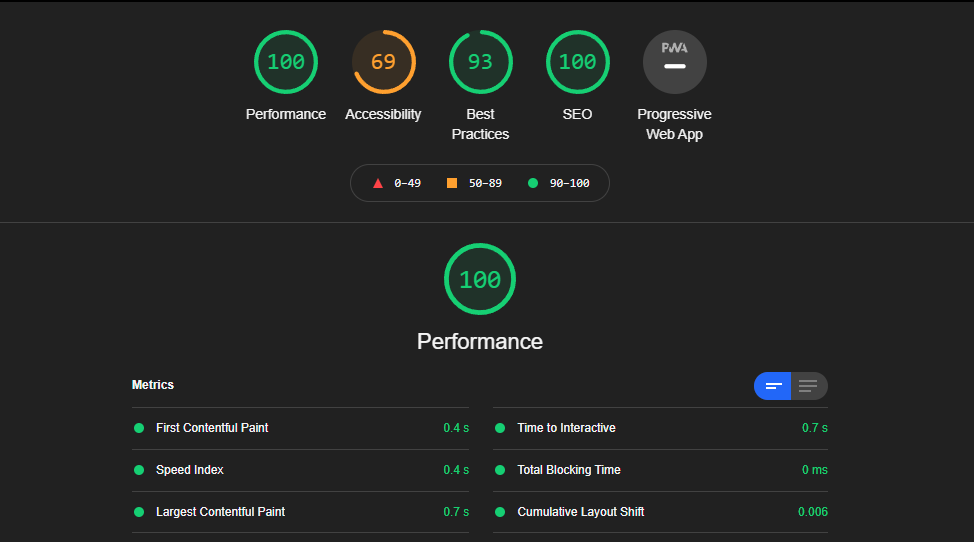 100 69 93 100 PWA
Performance Accessibility Best Practices SEO Progressive Web App
0–49 50–89 90–100
100
Performance
Metrics
First Contentful Paint 0.4 s
Time to Interactive 0.7 s
Speed Index 0.4 s
Total Blocking Time 0 ms
Largest Contentful Paint 0.7 s
Cumulative Layout Shift 0.006